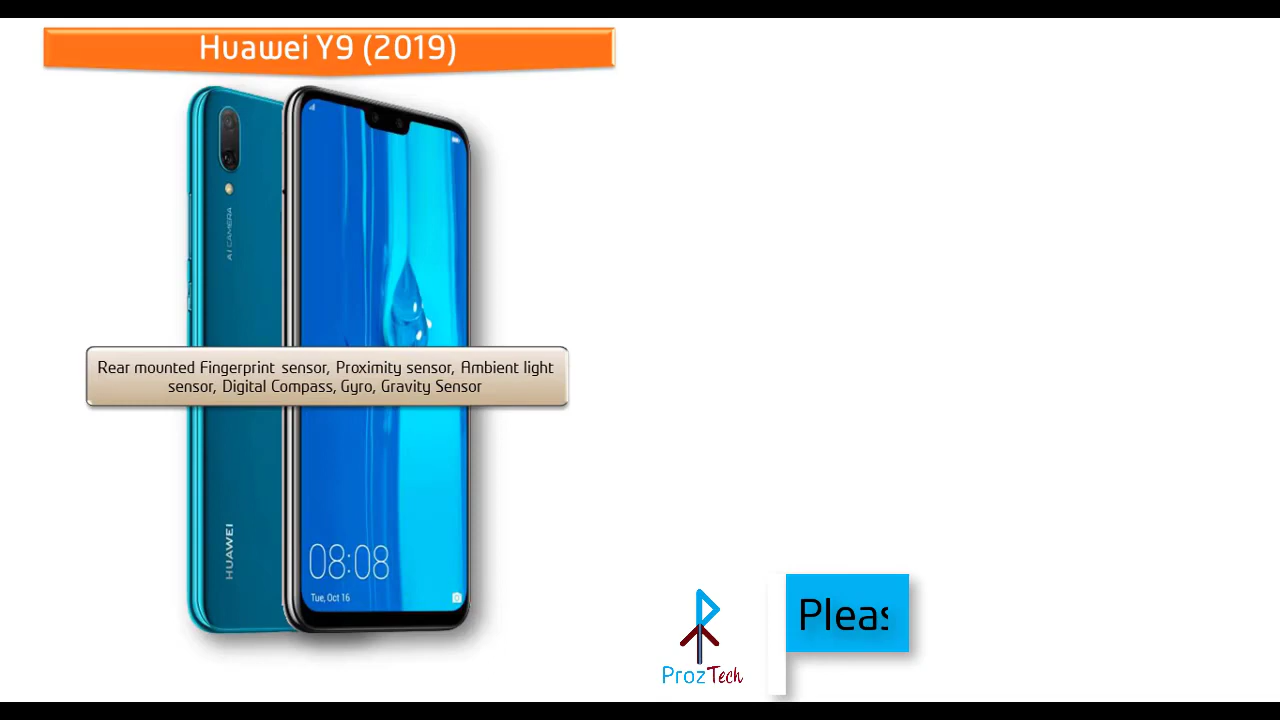 Huawei Y9 (2019)
AI CAMERA
Rear mounted Fingerprint sensor, Proximity sensor, Ambient light
sensor, Digital Compass, Gyro, Gravity Sensor
HUAWEI
08:08
Tue, Oct 16
Pleas
ProzTech